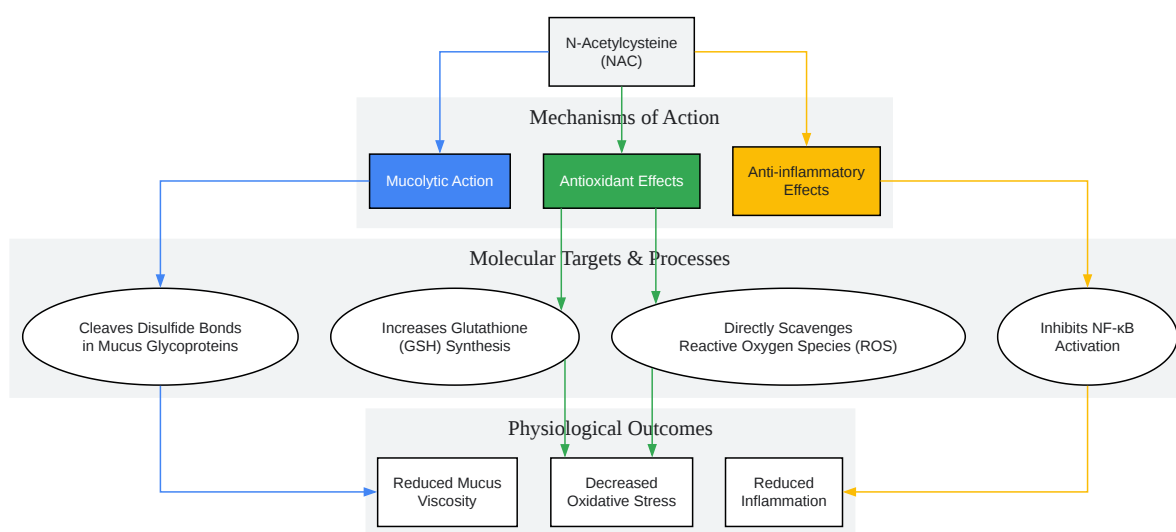 N-Acetylcysteine
(NAC)
Mechanisms of Action
Mucolytic Action
Antioxidant Effects
Anti-inflammatory
Effects
Molecular Targets & Processes
Cleaves Disulfide Bonds
in Mucus Glycoproteins
Increases Glutathione
(GSH) Synthesis
Directly Scavenges
Reactive Oxygen Species (ROS)
Inhibits NF-κB
Activation
Physiological Outcomes
Reduced Mucus
Viscosity
Decreased
Oxidative Stress
Reduced
Inflammation